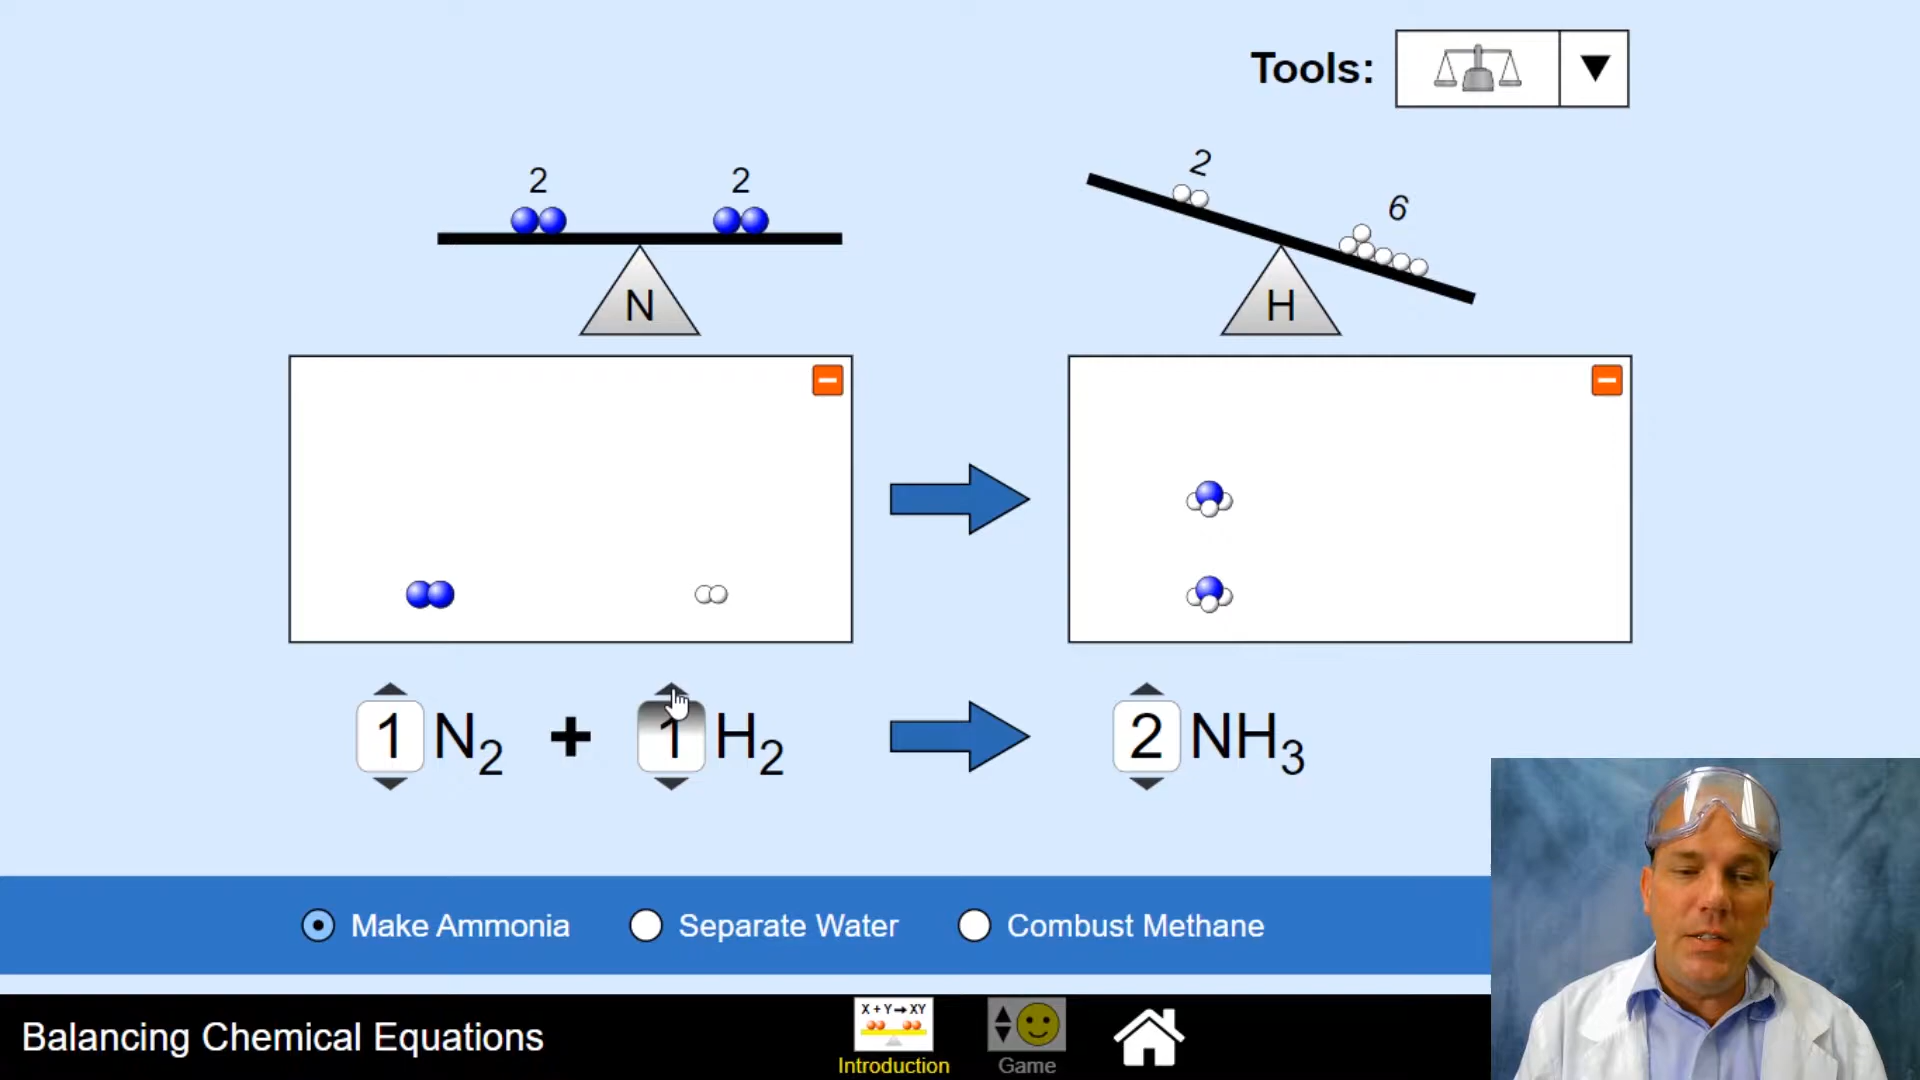 Tools:
2 2
2
6
N
H
1 N2 + 1 H2 2 NH3
Make Ammonia Separate Water Combust Methane
X + Y → XY
Balancing Chemical Equations
Introduction Game